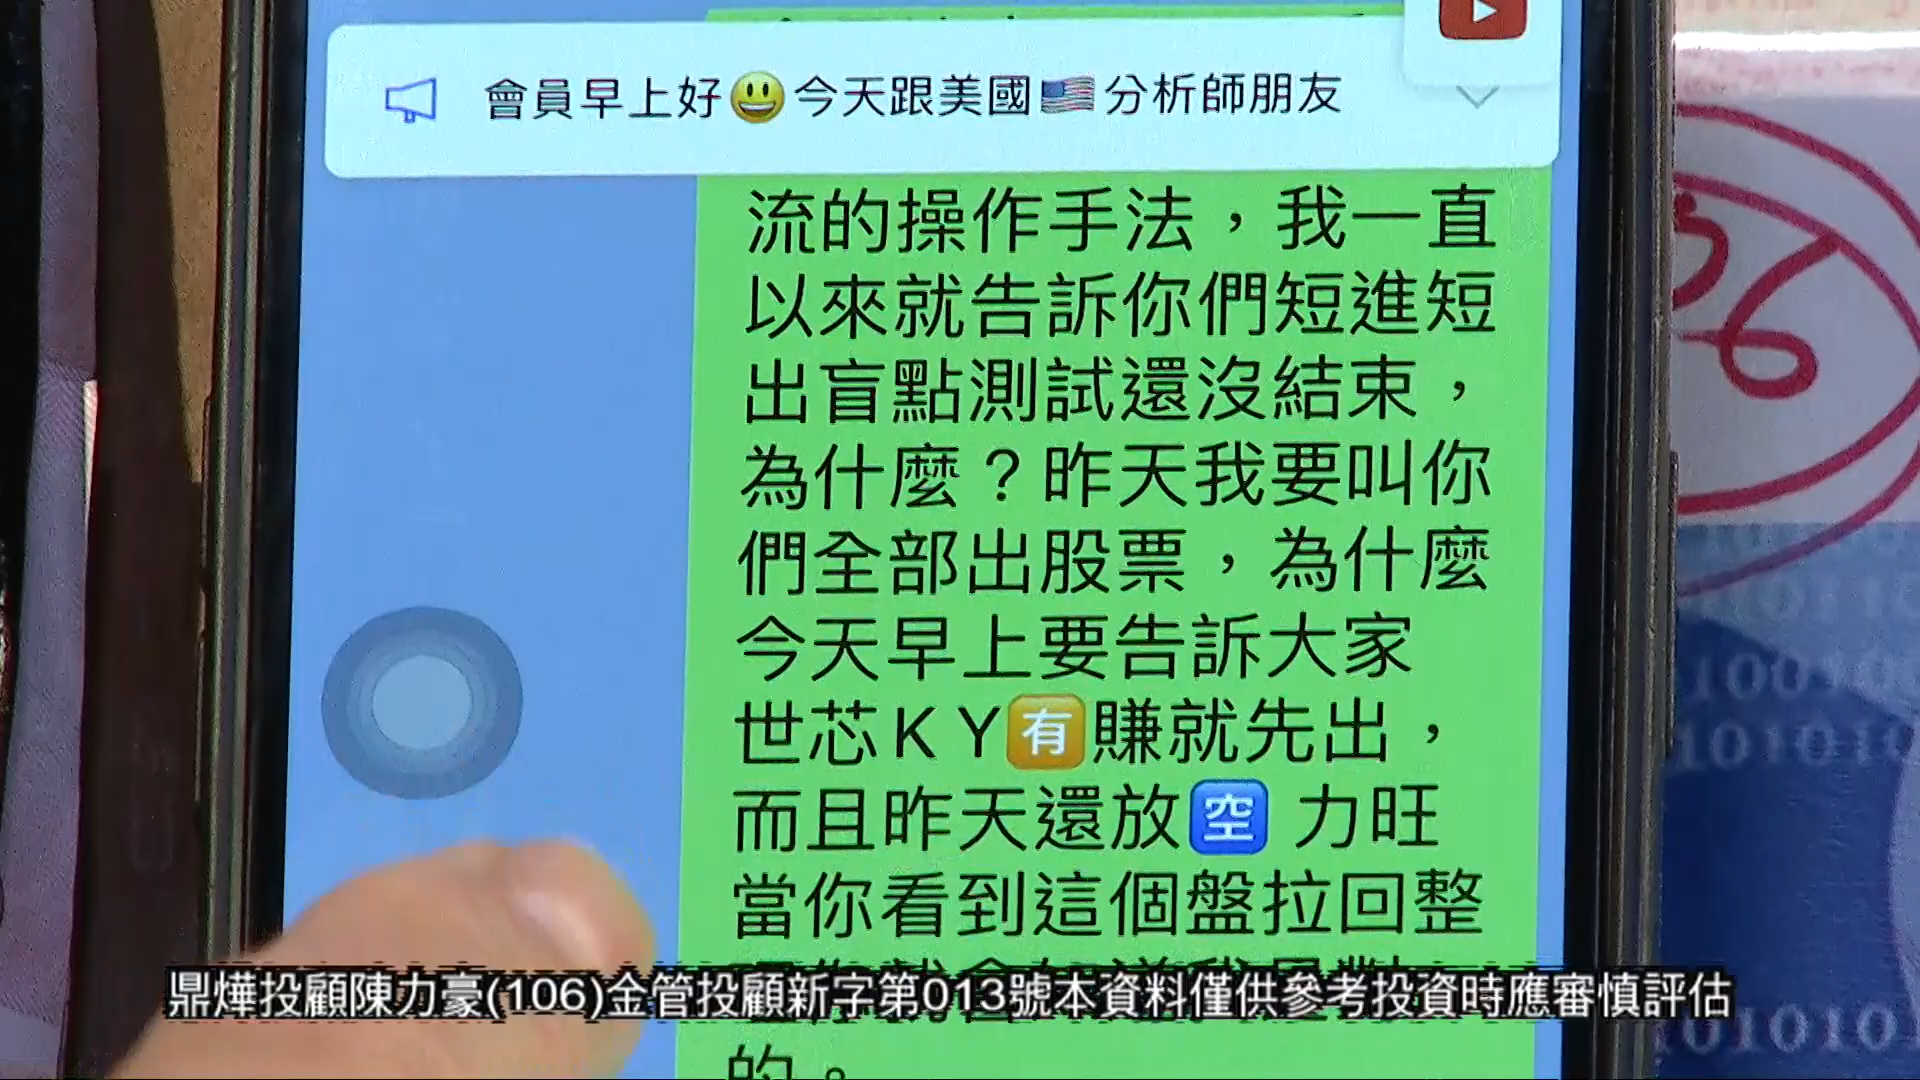 會員早上好😃今天跟美國🇺🇸分析師朋友
流的操作手法，我一直
以來就告訴你們短進短
出盲點測試還沒結束，
為什麼？昨天我要叫你
們全部出股票，為什麼
今天早上要告訴大家
世芯KY🈶賺就先出，
而且昨天還放🈳 力旺
當你看到這個盤拉回整
鼎燁投顧陳力豪(106)金管投顧新字第013號本資料僅供參考投資時應審慎評估
的。